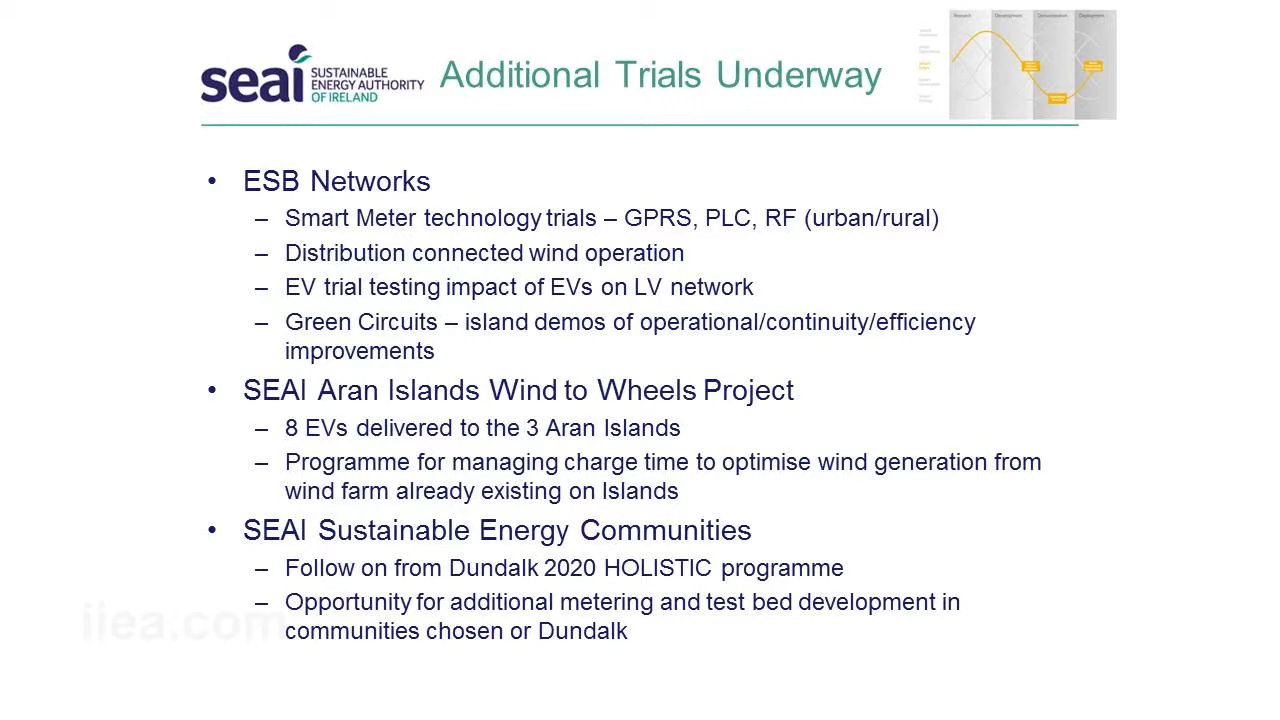 seai SUSTAINABLE
ENERGY AUTHORITY
OF IRELAND
Additional Trials Underway
Research Development Demonstration Deployment
• ESB Networks
– Smart Meter technology trials – GPRS, PLC, RF (urban/rural)
– Distribution connected wind operation
– EV trial testing impact of EVs on LV network
– Green Circuits – island demos of operational/continuity/efficiency
improvements
• SEAI Aran Islands Wind to Wheels Project
– 8 EVs delivered to the 3 Aran Islands
– Programme for managing charge time to optimise wind generation from
wind farm already existing on Islands
• SEAI Sustainable Energy Communities
– Follow on from Dundalk 2020 HOLISTIC programme
– Opportunity for additional metering and test bed development in
communities chosen or Dundalk
iiea.com